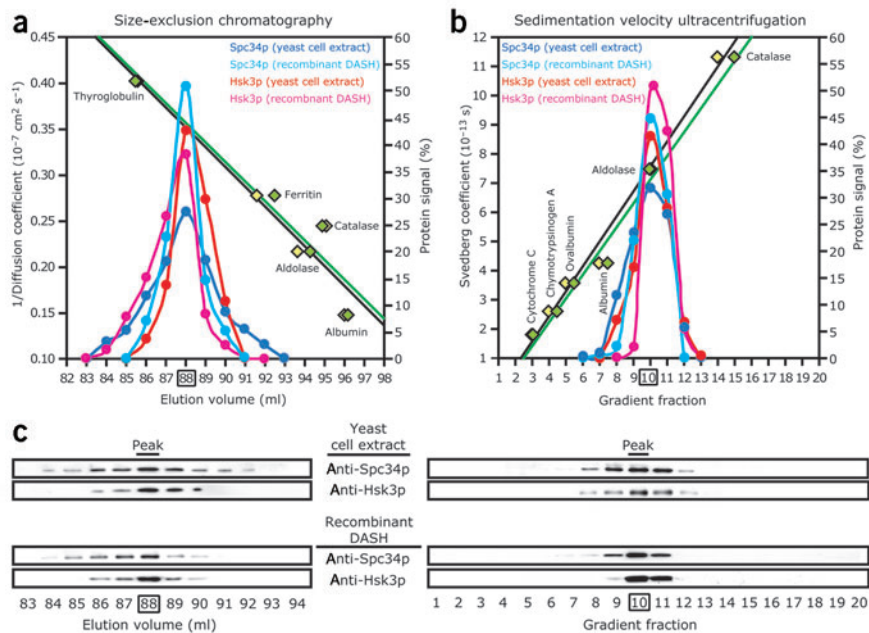 a
Size-exclusion chromatography
Spc34p (yeast cell extract)
Spc34p (recombinant DASH)
Hsk3p (yeast cell extract)
Hsk3p (recombinant DASH)
1/Diffusion coefficient (10⁻⁷ cm² s⁻¹)
0.45
0.40
0.35
0.30
0.25
0.20
0.15
0.10
Protein signal (%)
60
55
50
45
40
35
30
25
20
15
10
5
0
Thyroglobulin
Ferritin
Catalase
Aldolase
Albumin
82 83 84 85 86 87 88 89 90 91 92 93 94 95 96 97 98
Elution volume (ml)
b
Sedimentation velocity ultracentrifugation
Spc34p (yeast cell extract)
Spc34p (recombinant DASH)
Hsk3p (yeast cell extract)
Hsk3p (recombinant DASH)
Svedberg coefficient (10⁻¹³ s)
12
11
10
9
8
7
6
5
4
3
2
1
Protein signal (%)
60
55
50
45
40
35
30
25
20
15
10
5
0
Catalase
Aldolase
Cytochrome C
Chymotrypsinogen A
Ovalbumin
Albumin
1 2 3 4 5 6 7 8 9 10 11 12 13 14 15 16 17 18 19 20
Gradient fraction
c
Peak
Yeast
cell extract
Peak
Anti-Spc34p
Anti-Hsk3p
Recombinant
DASH
Anti-Spc34p
Anti-Hsk3p
83 84 85 86 87 88 89 90 91 92 93 94
Elution volume (ml)
1 2 3 4 5 6 7 8 9 10 11 12 13 14 15 16 17 18 19 20
Gradient fraction